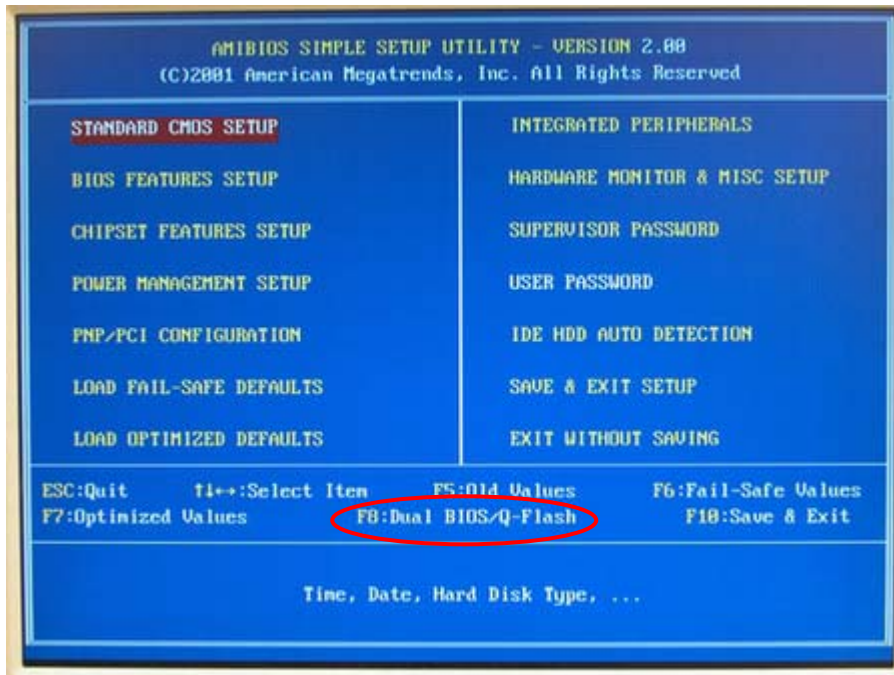 AMIBIOS SIMPLE SETUP UTILITY - VERSION 2.00
(C)2001 American Megatrends, Inc. All Rights Reserved
STANDARD CMOS SETUP
BIOS FEATURES SETUP
CHIPSET FEATURES SETUP
POWER MANAGEMENT SETUP
PNP/PCI CONFIGURATION
LOAD FAIL-SAFE DEFAULTS
LOAD OPTIMIZED DEFAULTS
INTEGRATED PERIPHERALS
HARDWARE MONITOR & MISC SETUP
SUPERVISOR PASSWORD
USER PASSWORD
IDE HDD AUTO DETECTION
SAVE & EXIT SETUP
EXIT WITHOUT SAVING
ESC:Quit ↑↓↔:Select Item F5:Old Values F6:Fail-Safe Values
F7:Optimized Values F8:Dual BIOS/Q-Flash F10:Save & Exit
Time, Date, Hard Disk Type, ...